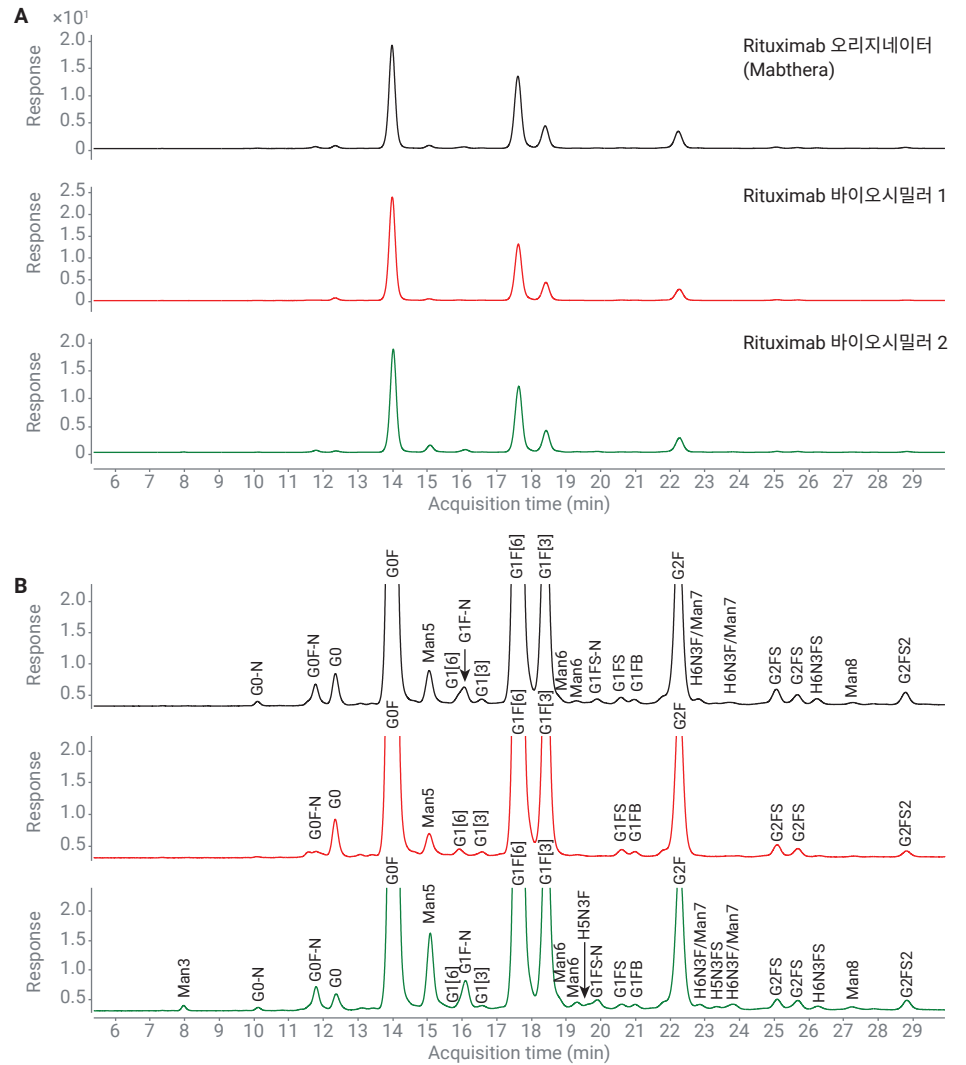 A
×10¹
2.0
1.5
1.0
0.5
0
Response
Rituximab 오리지네이터
(Mabthera)
2.5
2.0
1.5
1.0
0.5
0
Response
Rituximab 바이오시밀러 1
2.0
1.5
1.0
0.5
0
Response
Rituximab 바이오시밀러 2
6 7 8 9 10 11 12 13 14 15 16 17 18 19 20 21 22 23 24 25 26 27 28 29
Acquisition time (min)
B
2.0
1.5
1.0
0.5
Response
G0-N
G0F-N
G0
G0F
Man5
G1[6]
G1F-N
G1[3]
G1F[6]
G1F[3]
Man6
Man6
G1FS-N
G1FS
G1FB
G2F
H6N3F/Man7
H6N3F/Man7
G2FS
G2FS
H6N3FS
Man8
G2FS2
2.0
1.5
1.0
0.5
Response
G0F-N
G0
G0F
Man5
G1[6]
G1[3]
G1F[6]
G1F[3]
G1FS
G1FB
G2F
G2FS
G2FS
G2FS2
2.0
1.5
1.0
0.5
Response
Man3
G0-N
G0F-N
G0
G0F
Man5
G1[6]
G1F-N
G1[3]
G1F[6]
G1F[3]
Man6
Man6
H5N3F
G1FS-N
G1FS
G1FB
G2F
H6N3F/Man7
H5N3FS
H6N3F/Man7
G2FS
G2FS
H6N3FS
Man8
G2FS2
6 7 8 9 10 11 12 13 14 15 16 17 18 19 20 21 22 23 24 25 26 27 28 29
Acquisition time (min)